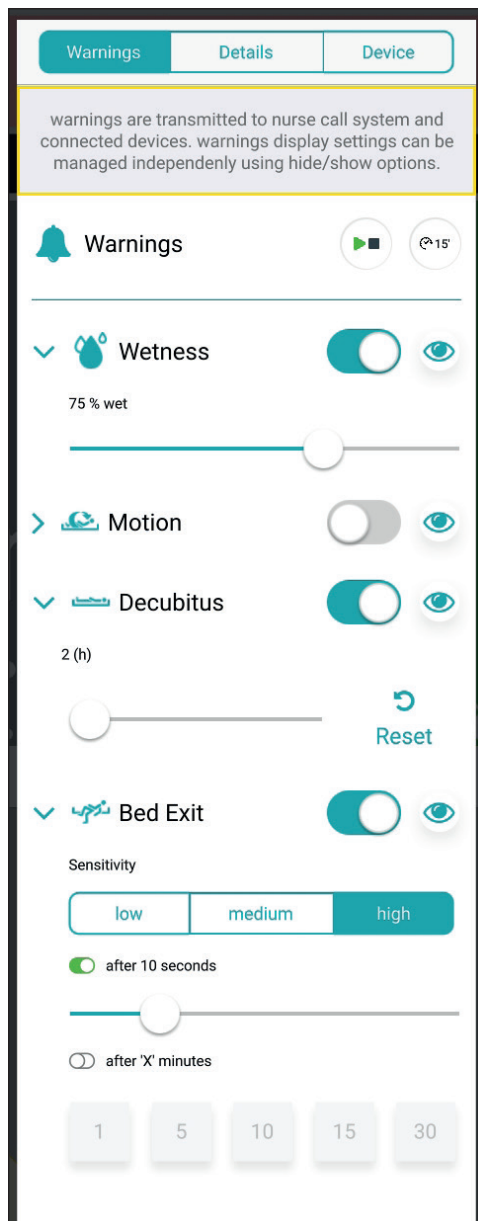 Warnings Details Device
warnings are transmitted to nurse call system and
connected devices. warnings display settings can be
managed independenly using hide/show options.
Warnings 15'
Wetness
75 % wet
Motion
Decubitus
2 (h)
Reset
Bed Exit
Sensitivity
low medium high
after 10 seconds
after 'X' minutes
1 5 10 15 30